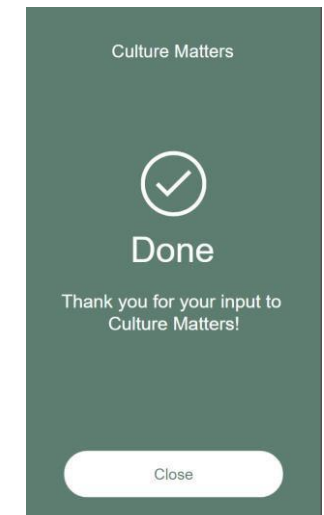 Culture Matters
Done
Thank you for your input to
Culture Matters!
Close